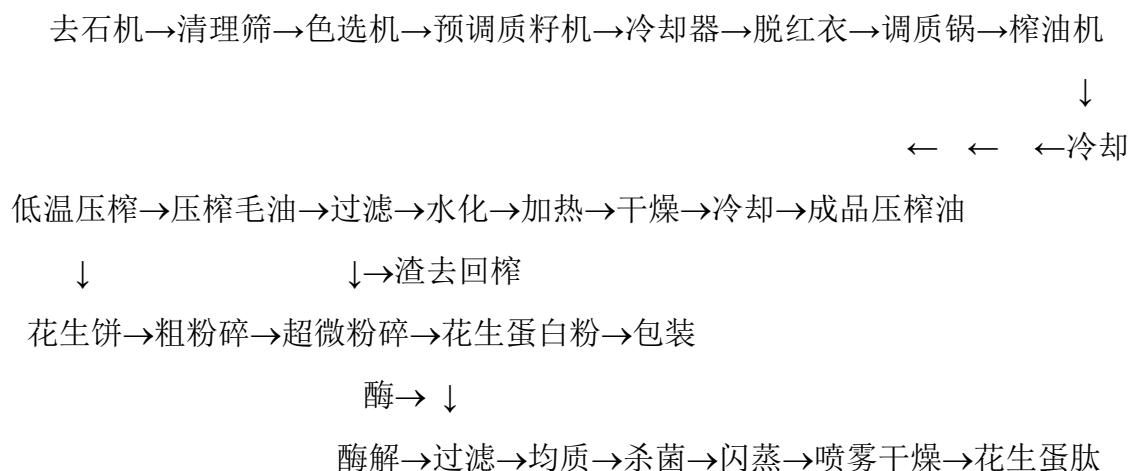 去石机→清理筛→色选机→预调质籽机→冷却器→脱红衣→调质锅→榨油机
↓
← ← ←冷却
低温压榨→压榨毛油→过滤→水化→加热→干燥→冷却→成品压榨油
↓ ↓→渣去回榨
花生饼→粗粉碎→超微粉碎→花生蛋白粉→包装
酶→ ↓
酶解→过滤→均质→杀菌→闪蒸→喷雾干燥→花生蛋肽